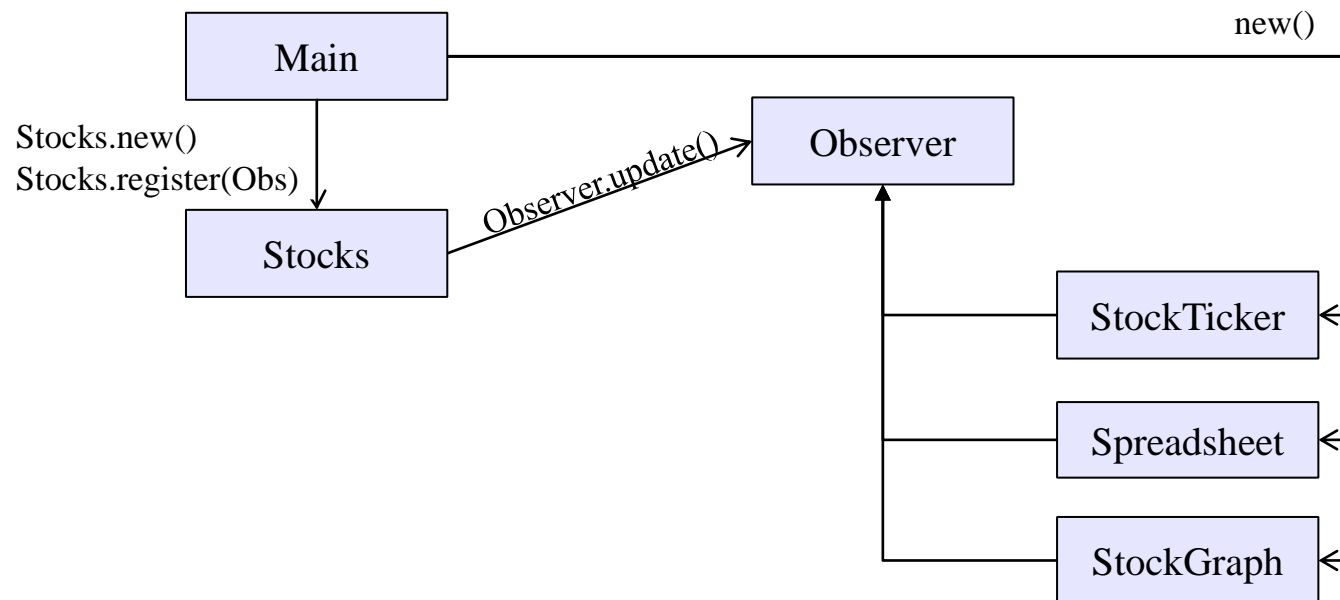 new()
Main
Stocks.new()
Stocks.register(Obs)
Observer.update()
Observer
Stocks
StockTicker
Spreadsheet
StockGraph